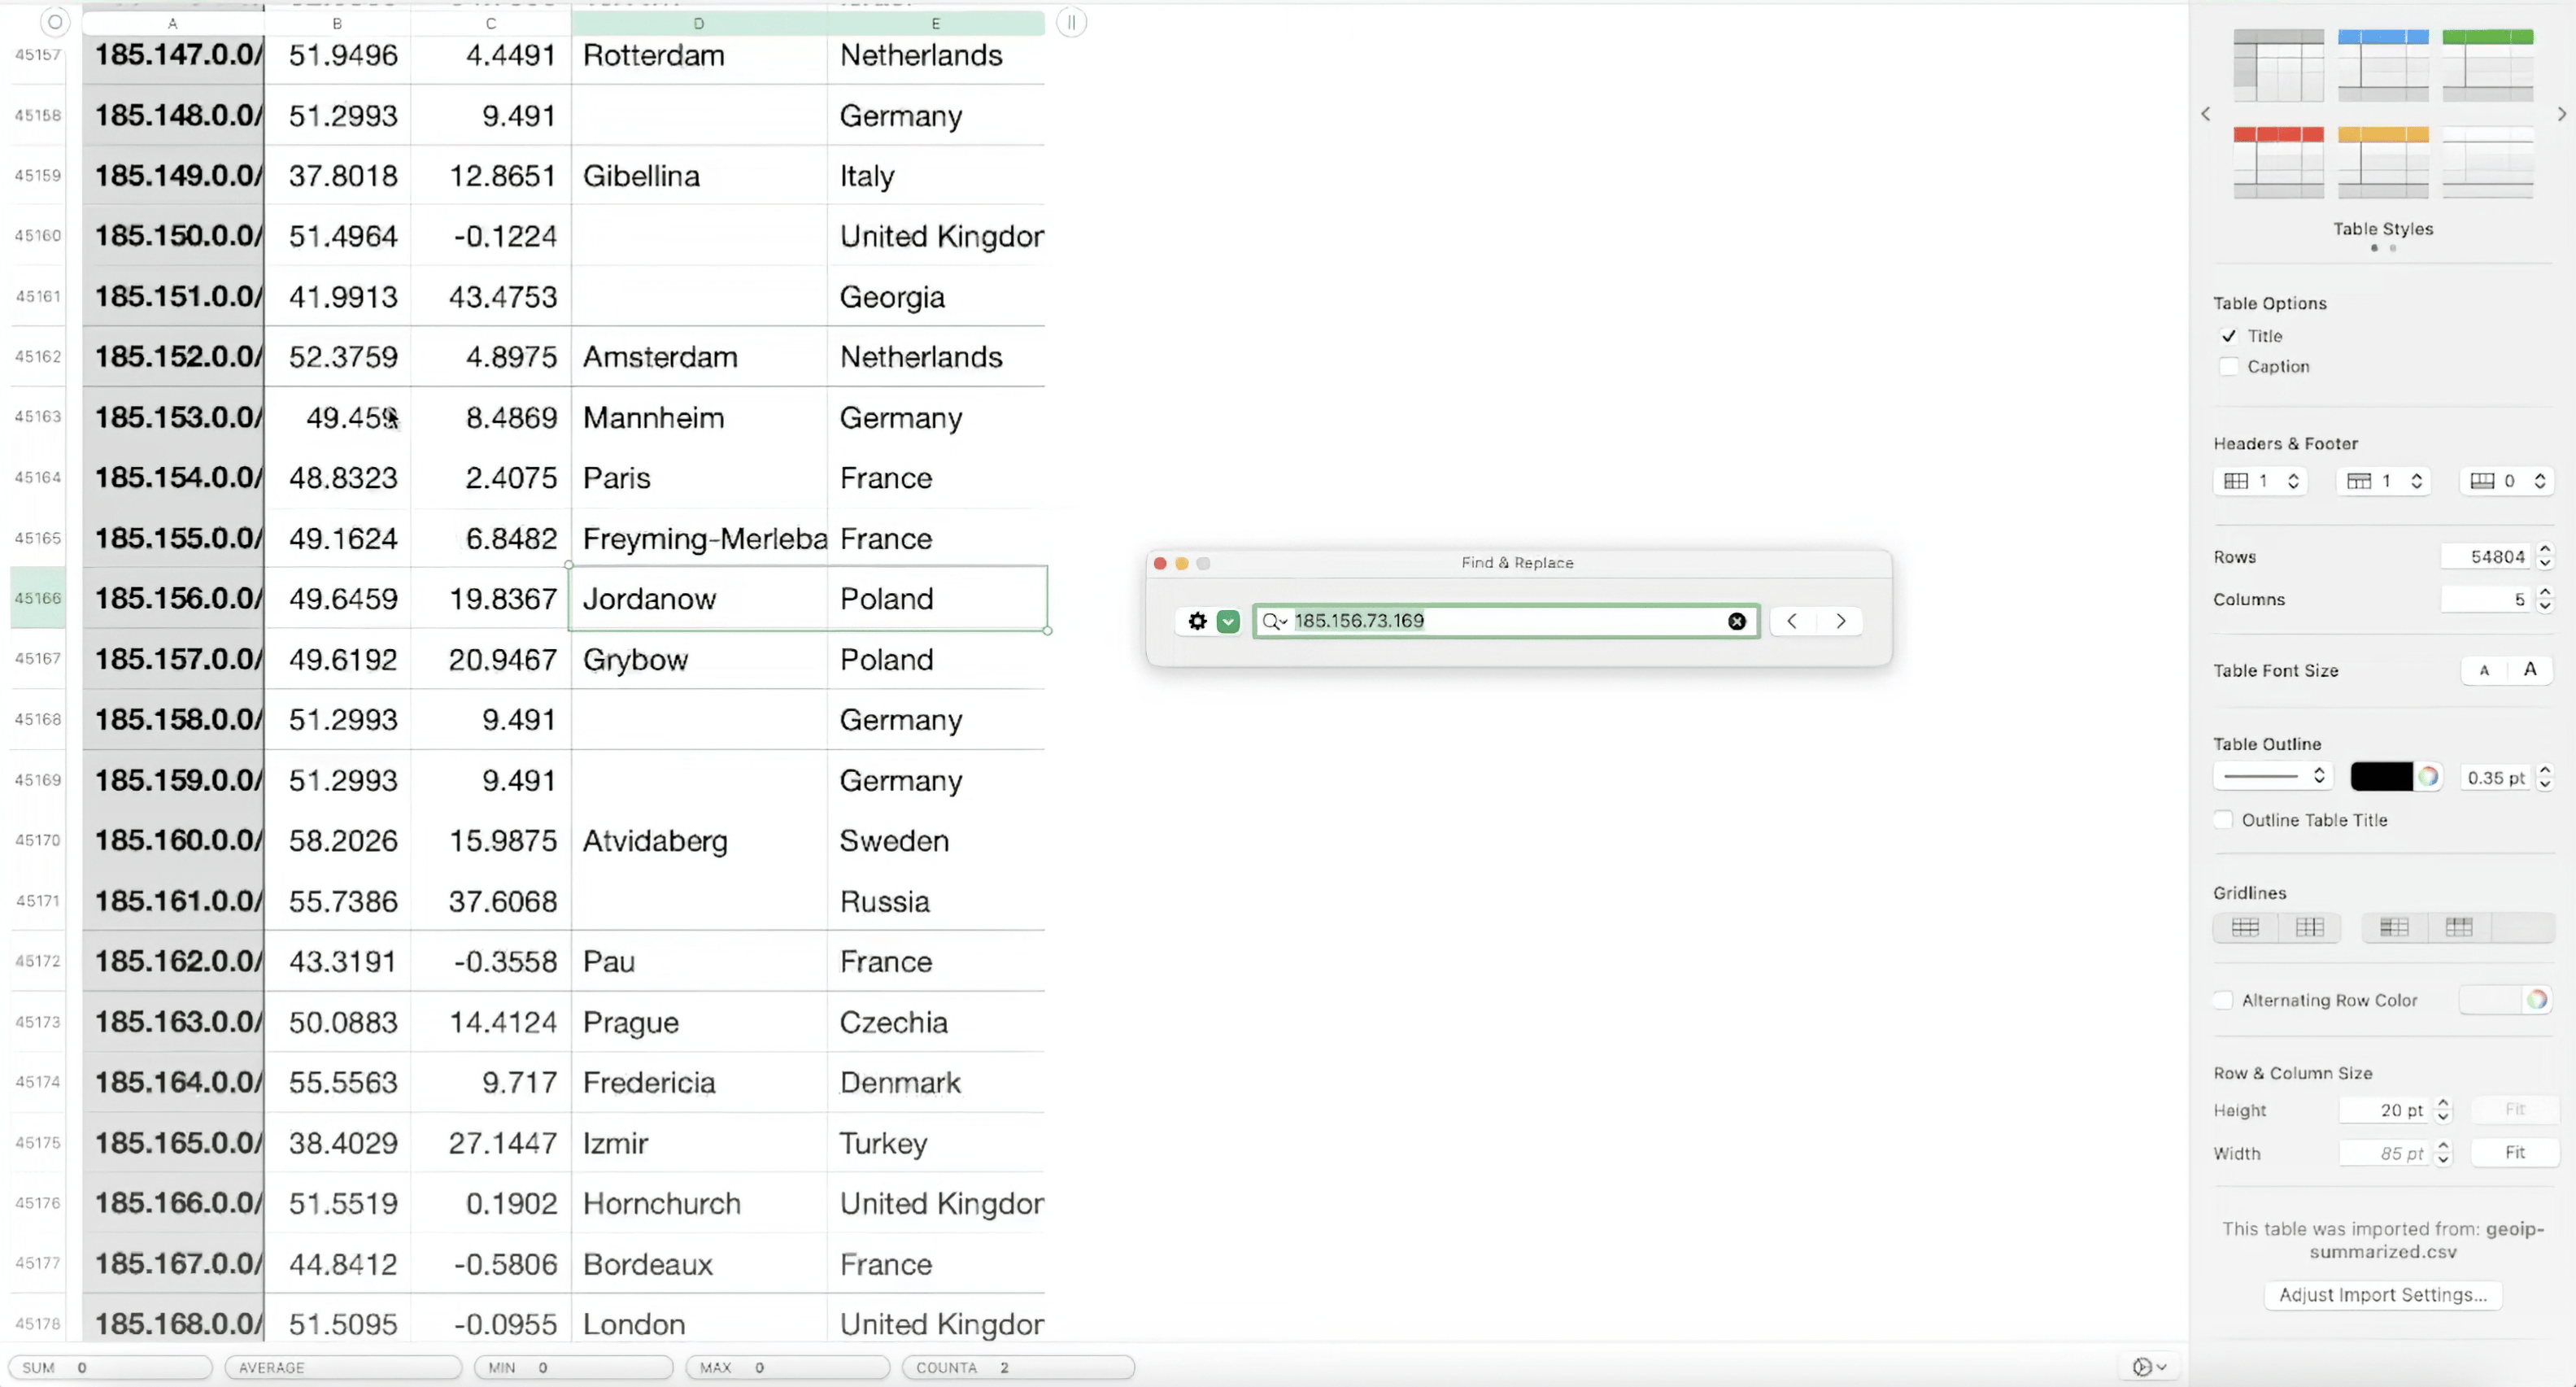 A B C D E
45157 185.147.0.0/ 51.9496 4.4491 Rotterdam Netherlands
45158 185.148.0.0/ 51.2993 9.491 Germany
45159 185.149.0.0/ 37.8018 12.8651 Gibellina Italy
45160 185.150.0.0/ 51.4964 -0.1224 United Kingdor
45161 185.151.0.0/ 41.9913 43.4753 Georgia
45162 185.152.0.0/ 52.3759 4.8975 Amsterdam Netherlands
45163 185.153.0.0/ 49.459 8.4869 Mannheim Germany
45164 185.154.0.0/ 48.8323 2.4075 Paris France
45165 185.155.0.0/ 49.1624 6.8482 Freyming-Merleba France
45166 185.156.0.0/ 49.6459 19.8367 Jordanow Poland
45167 185.157.0.0/ 49.6192 20.9467 Grybow Poland
45168 185.158.0.0/ 51.2993 9.491 Germany
45169 185.159.0.0/ 51.2993 9.491 Germany
45170 185.160.0.0/ 58.2026 15.9875 Atvidaberg Sweden
45171 185.161.0.0/ 55.7386 37.6068 Russia
45172 185.162.0.0/ 43.3191 -0.3558 Pau France
45173 185.163.0.0/ 50.0883 14.4124 Prague Czechia
45174 185.164.0.0/ 55.5563 9.717 Fredericia Denmark
45175 185.165.0.0/ 38.4029 27.1447 Izmir Turkey
45176 185.166.0.0/ 51.5519 0.1902 Hornchurch United Kingdor
45177 185.167.0.0/ 44.8412 -0.5806 Bordeaux France
45178 185.168.0.0/ 51.5095 -0.0955 London United Kingdor
SUM 0 AVERAGE MIN 0 MAX 0 COUNTA 2
Find & Replace
185.156.73.169
Table Styles
Table Options
Title
Caption
Headers & Footer
1 1 0
Rows 54804
Columns 5
Table Font Size A A
Table Outline
0.35 pt
Outline Table Title
Gridlines
Alternating Row Color
Row & Column Size
Height 20 pt Fit
Width 85 pt Fit
This table was imported from: geoip-
summarized.csv
Adjust Import Settings...